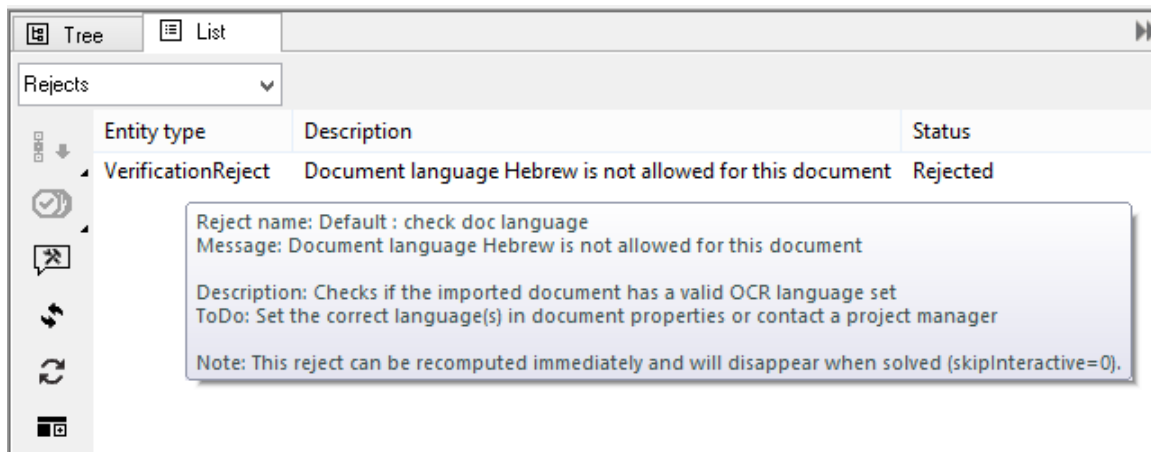 Tree List
Rejects
Entity type Description Status
VerificationReject Document language Hebrew is not allowed for this document Rejected
Reject name: Default : check doc language
Message: Document language Hebrew is not allowed for this document
Description: Checks if the imported document has a valid OCR language set
ToDo: Set the correct language(s) in document properties or contact a project manager
Note: This reject can be recomputed immediately and will disappear when solved (skipInteractive=0).